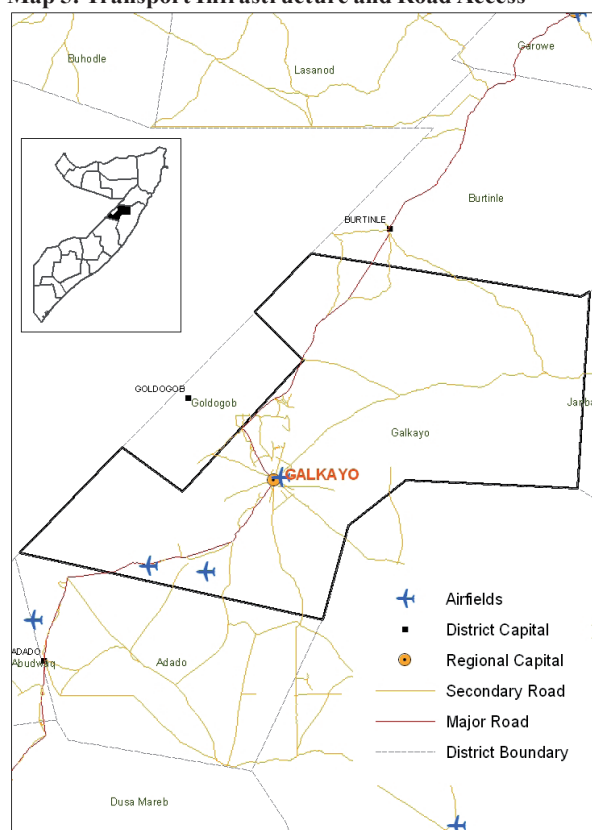 Map 3: Transport Infrastructure and Road Access
Garowe
Buhodle
Lasanod
Burtinle
BURTINLE
GOLDOGOB
Goldogob
Galkayo
GALKAYO
Airfields
District Capital
Regional Capital
ADADO
Adado
Secondary Road
Major Road
District Boundary
Dusa Mareb